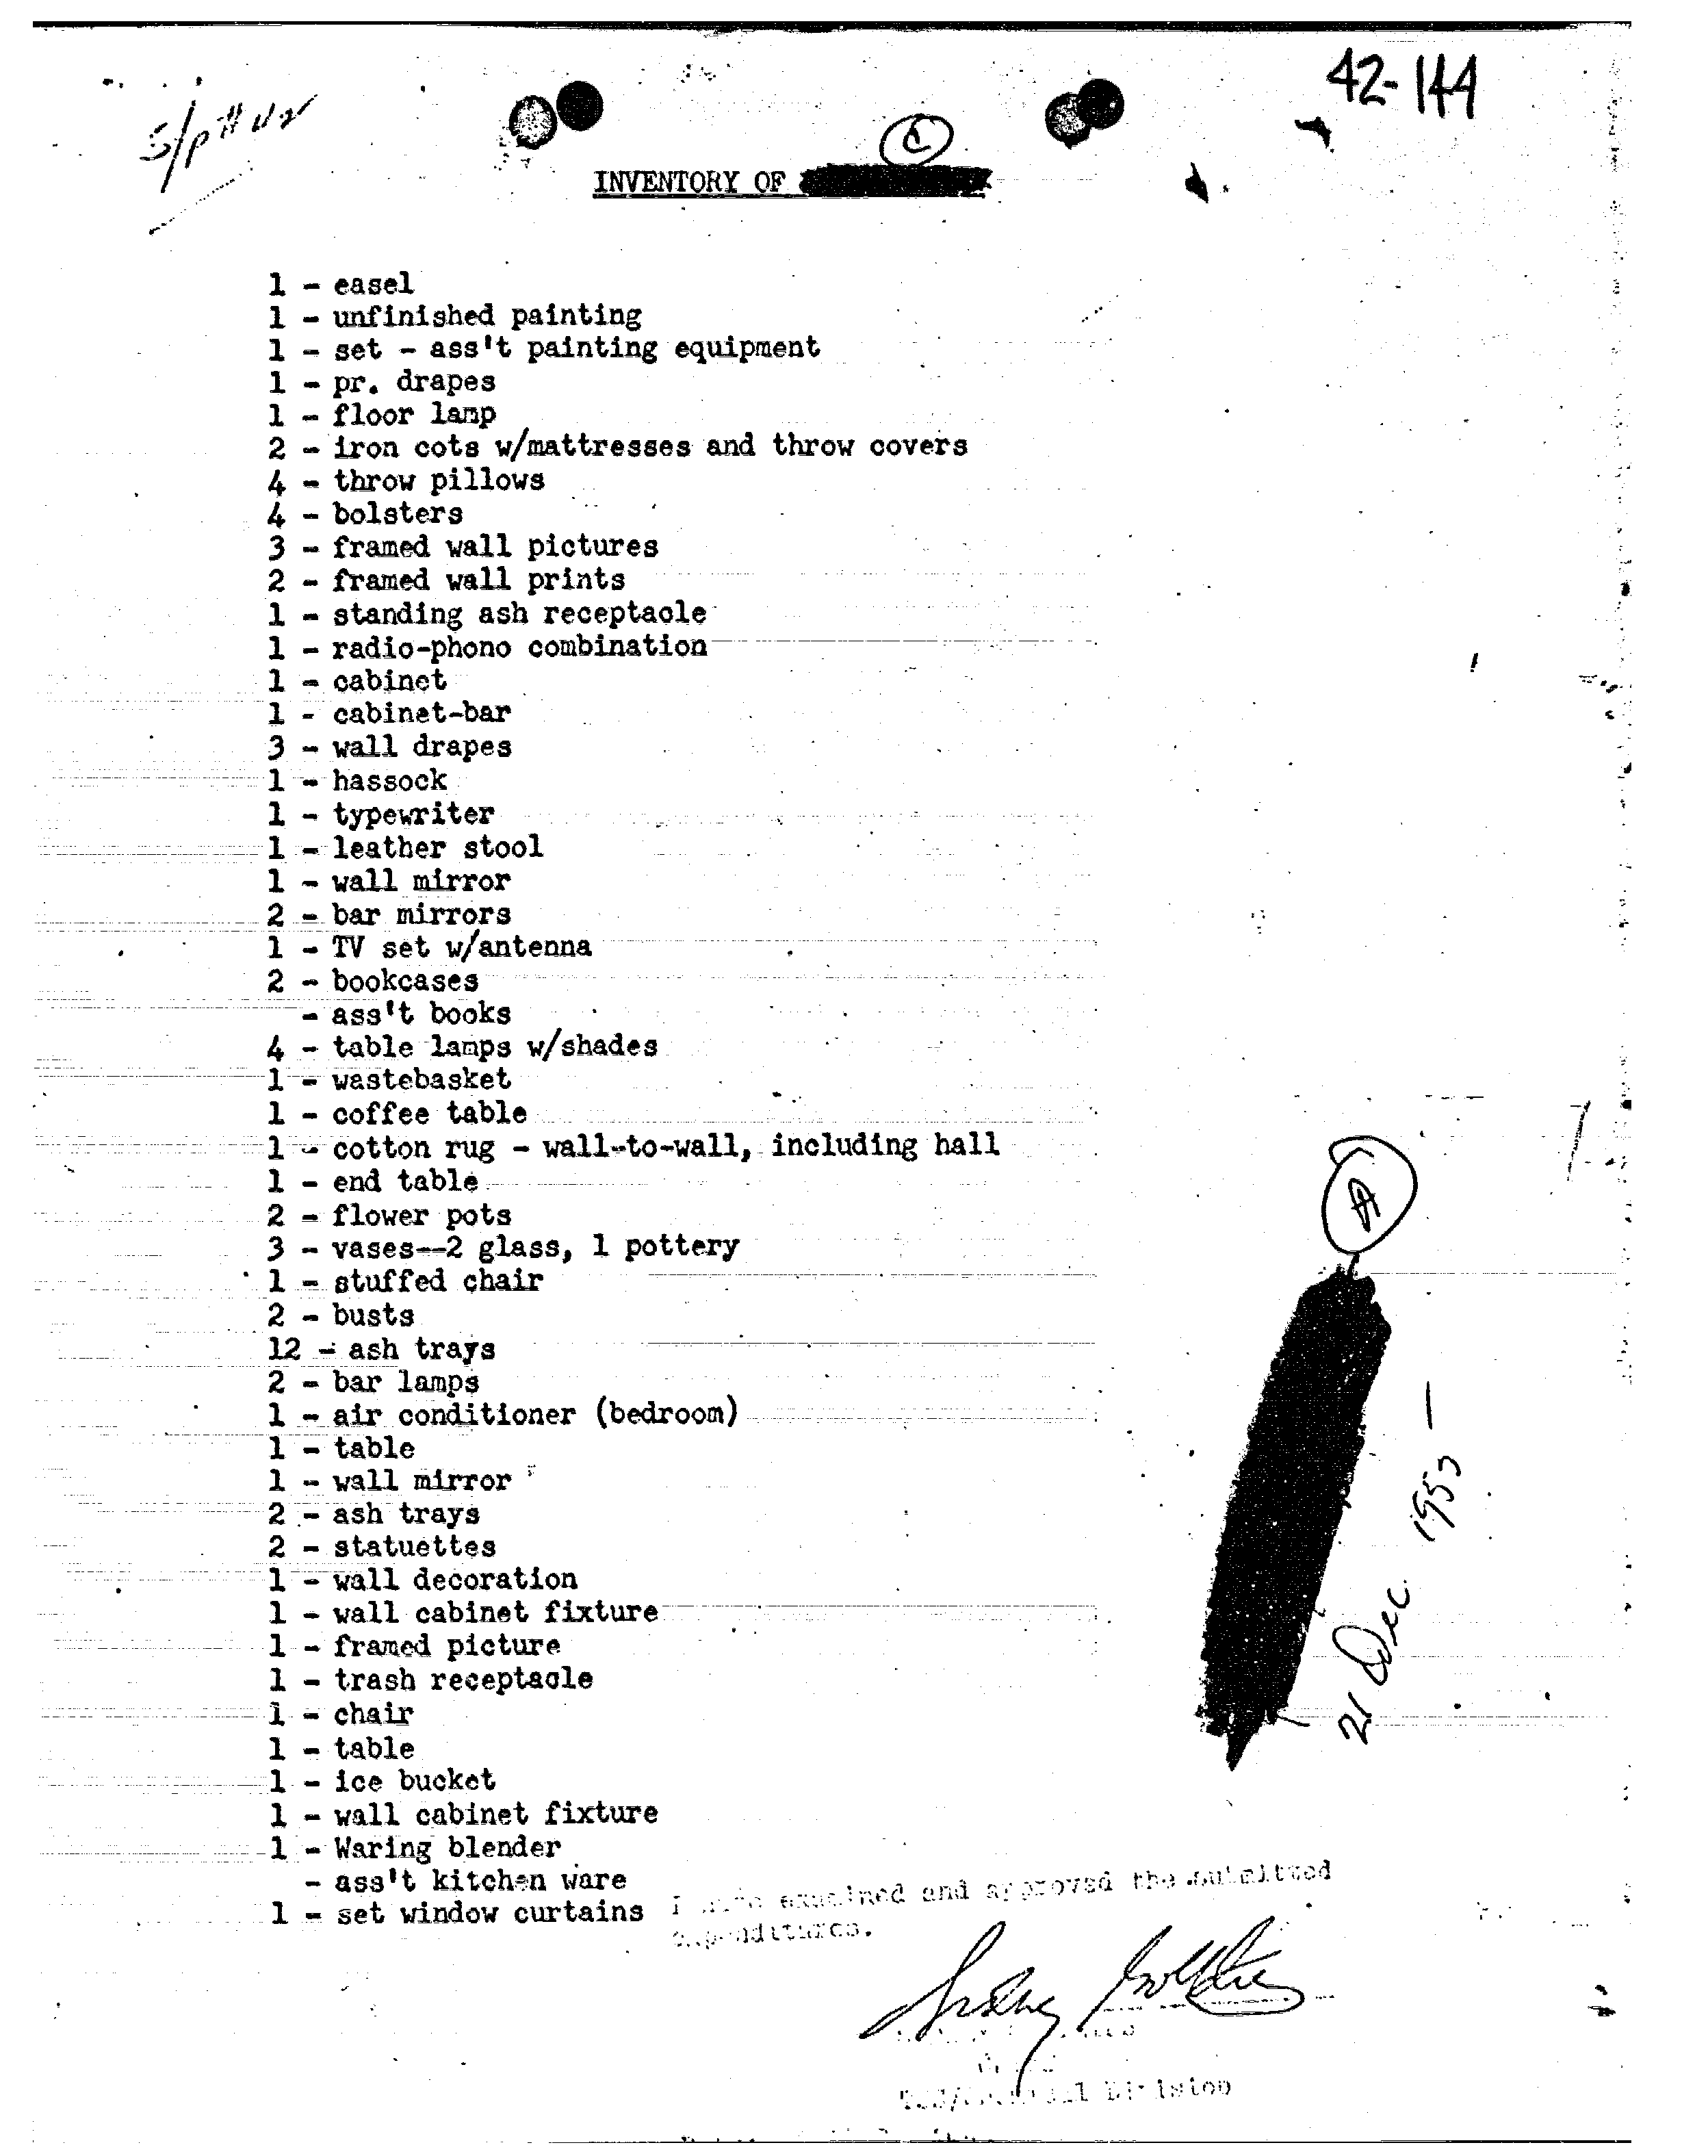 42-144
S/P #42
C
INVENTORY OF
1 - easel
1 - unfinished painting
1 - set - ass't painting equipment
1 - pr. drapes
1 - floor lamp
2 - iron cots w/mattresses and throw covers
4 - throw pillows
4 - bolsters
3 - framed wall pictures
2 - framed wall prints
1 - standing ash receptacle
1 - radio-phono combination
1 - cabinet
1 - cabinet-bar
3 - wall drapes
1 - hassock
1 - typewriter
1 - leather stool
1 - wall mirror
2 - bar mirrors
1 - TV set w/antenna
2 - bookcases
- ass't books
4 - table lamps w/shades
1 - wastebasket
1 - coffee table
1 - cotton rug - wall-to-wall, including hall
1 - end table
2 - flower pots
3 - vases--2 glass, 1 pottery
1 - stuffed chair
2 - busts
12 - ash trays
2 - bar lamps
1 - air conditioner (bedroom)
1 - table
1 - wall mirror
2 - ash trays
2 - statuettes
1 - wall decoration
1 - wall cabinet fixture
1 - framed picture
1 - trash receptacle
1 - chair
1 - table
1 - ice bucket
1 - wall cabinet fixture
1 - Waring blender
- ass't kitchen ware
1 - set window curtains
A
21 Dec. 1953
I have examined and approved the submitted
expenditures.
Division